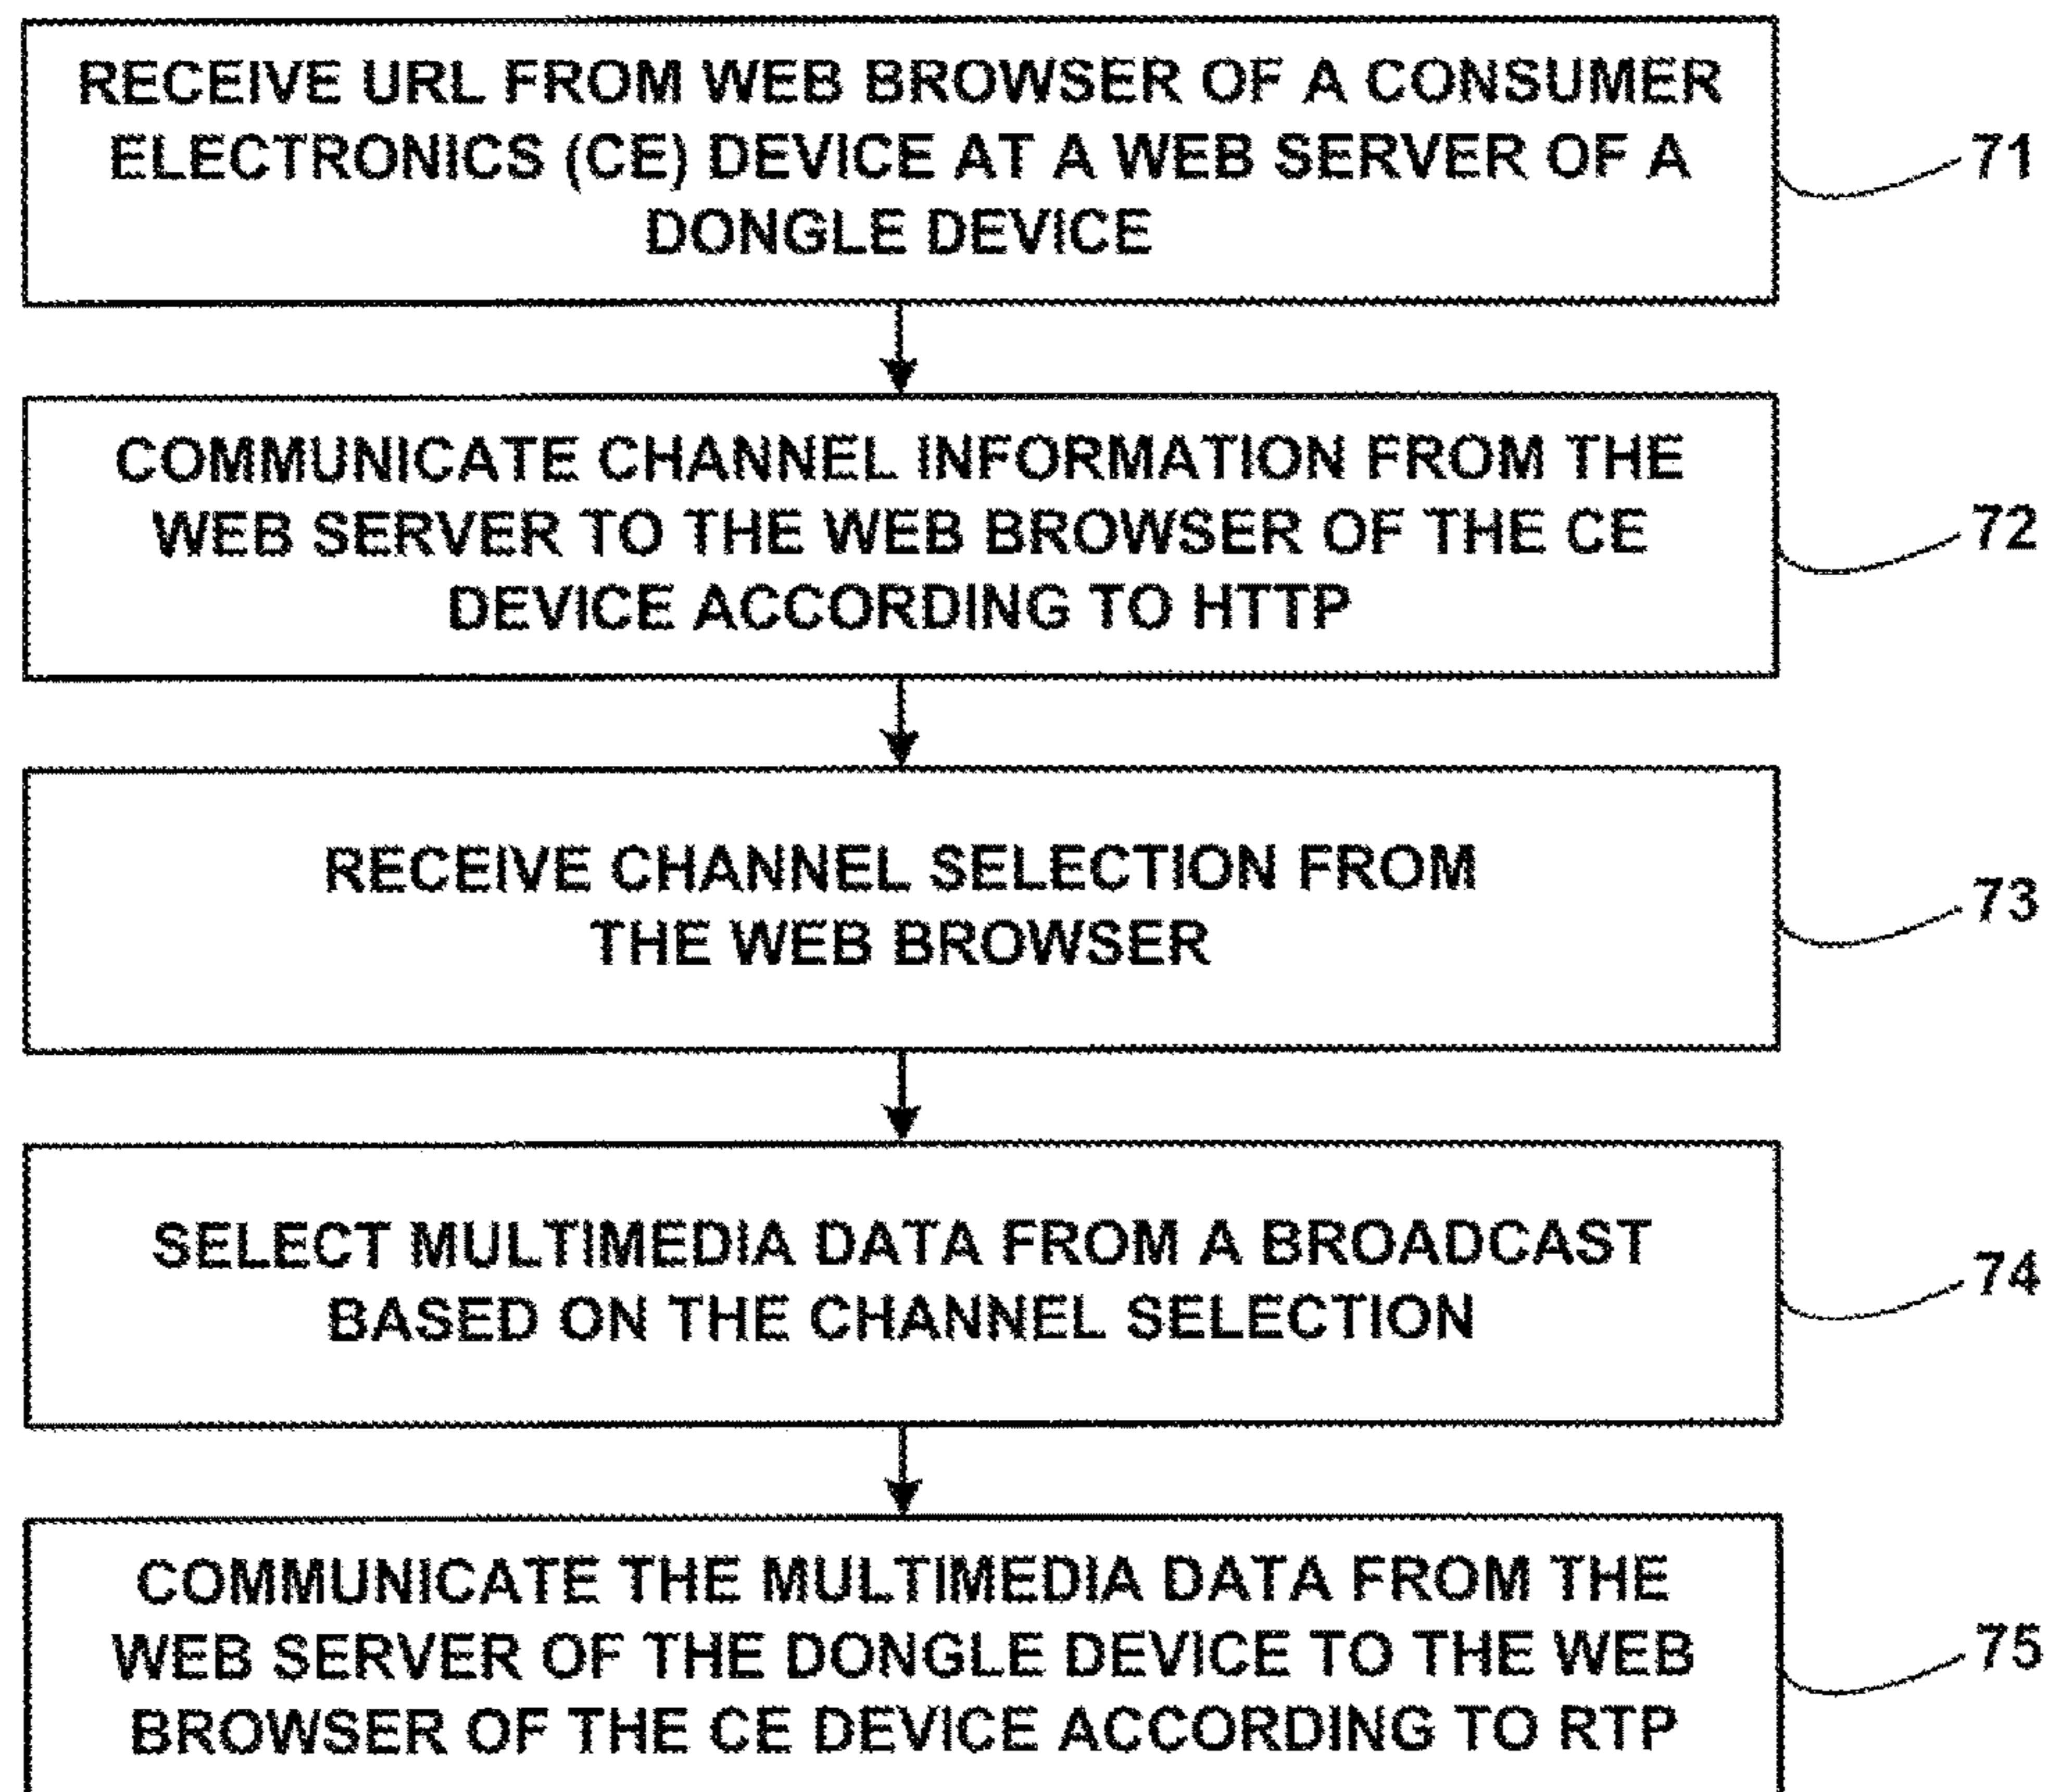 RECEIVE URL FROM WEB BROWSER OF A CONSUMER
ELECTRONICS (CE) DEVICE AT A WEB SERVER OF A
DONGLE DEVICE
71
COMMUNICATE CHANNEL INFORMATION FROM THE
WEB SERVER TO THE WEB BROWSER OF THE CE
DEVICE ACCORDING TO HTTP
72
RECEIVE CHANNEL SELECTION FROM
THE WEB BROWSER
73
SELECT MULTIMEDIA DATA FROM A BROADCAST
BASED ON THE CHANNEL SELECTION
74
COMMUNICATE THE MULTIMEDIA DATA FROM THE
WEB SERVER OF THE DONGLE DEVICE TO THE WEB
BROWSER OF THE CE DEVICE ACCORDING TO RTP
75